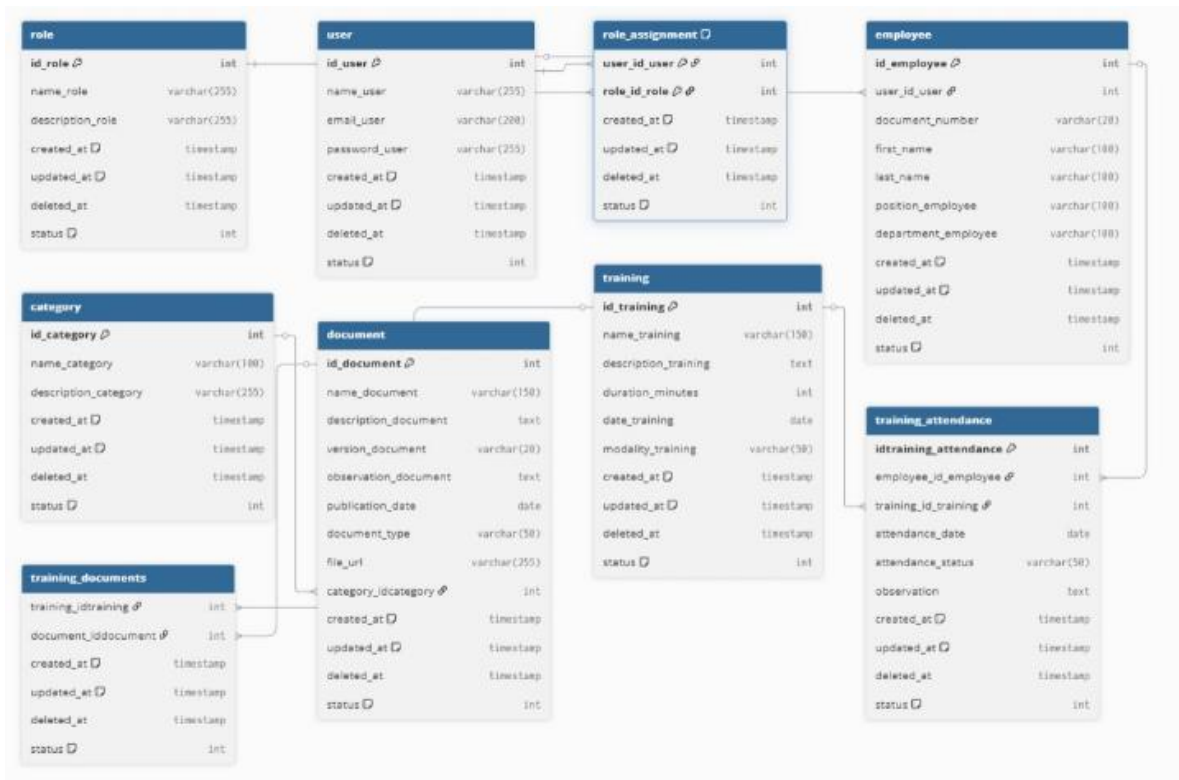 role
id_role int
name_role varchar(255)
description_role varchar(255)
created_at timestamp
updated_at timestamp
deleted_at timestamp
status int
user
id_user int
name_user varchar(255)
email_user varchar(200)
password_user varchar(255)
created_at timestamp
updated_at timestamp
deleted_at timestamp
status int
role_assignment
user_id_user int
role_id_role int
created_at timestamp
updated_at timestamp
deleted_at timestamp
status int
employee
id_employee int
user_id_user int
document_number varchar(20)
first_name varchar(100)
last_name varchar(100)
position_employee varchar(100)
department_employee varchar(100)
created_at timestamp
updated_at timestamp
deleted_at timestamp
status int
category
id_category int
name_category varchar(100)
description_category varchar(255)
created_at timestamp
updated_at timestamp
deleted_at timestamp
status int
document
id_document int
name_document varchar(150)
description_document text
version_document varchar(20)
observation_document text
publication_date date
document_type varchar(50)
file_url varchar(255)
category_idcategory int
created_at timestamp
updated_at timestamp
deleted_at timestamp
status int
training
id_training int
name_training varchar(150)
description_training text
duration_minutes int
date_training date
modality_training varchar(50)
created_at timestamp
updated_at timestamp
deleted_at timestamp
status int
training_attendance
idtraining_attendance int
employee_id_employee int
training_id_training int
attendance_date date
attendance_status varchar(50)
observation text
created_at timestamp
updated_at timestamp
deleted_at timestamp
status int
training_documents
training_idtraining int
document_iddocument int
created_at timestamp
updated_at timestamp
deleted_at timestamp
status int